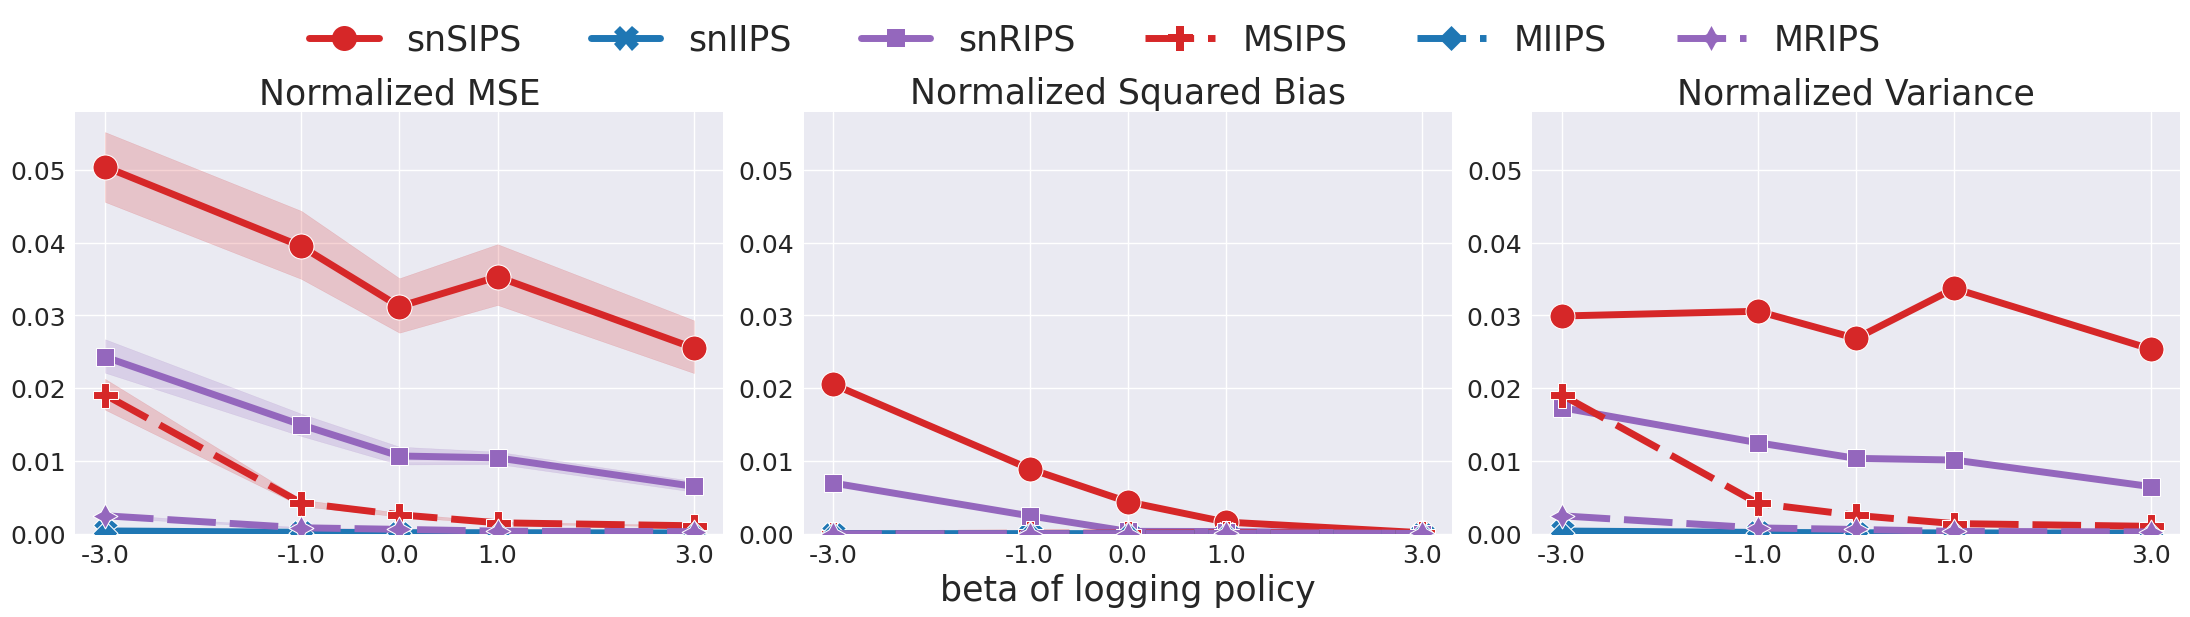 snSIPS snIIPS snRIPS MSIPS MIIPS MRIPS
Normalized MSE Normalized Squared Bias Normalized Variance
0.05 0.05 0.05
0.04 0.04 0.04
0.03 0.03 0.03
0.02 0.02 0.02
0.01 0.01 0.01
0.00 0.00 0.00
-3.0 -1.0 0.0 1.0 3.0 -3.0 -1.0 0.0 1.0 3.0 -3.0 -1.0 0.0 1.0 3.0
beta of logging policy